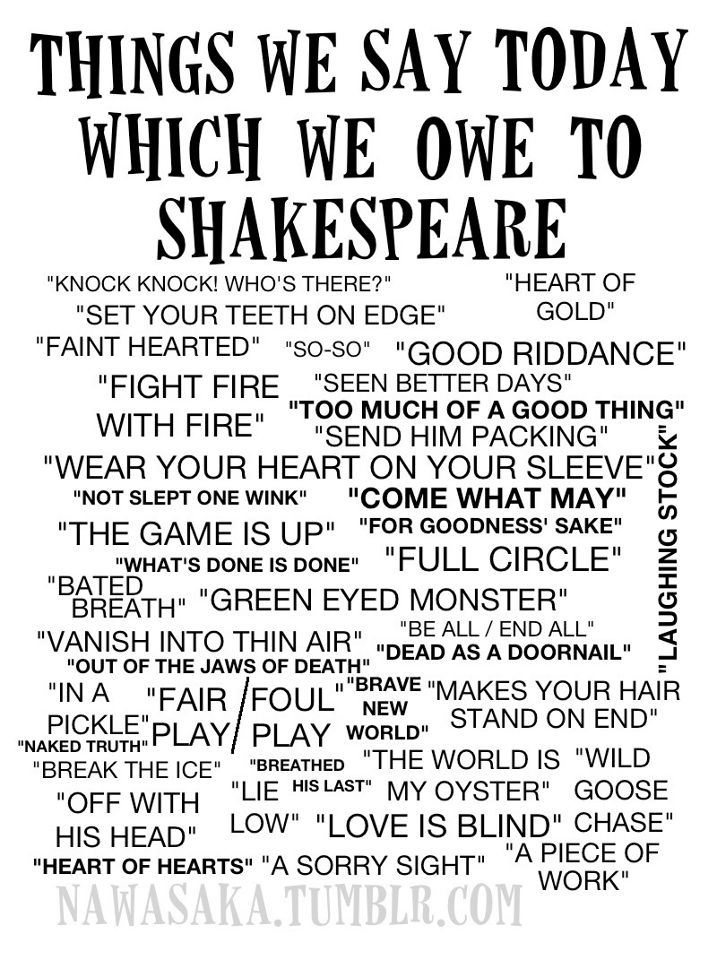 THINGS WE SAY TODAY
WHICH WE OWE TO
SHAKESPEARE
"KNOCK KNOCK! WHO'S THERE?"
"HEART OF
GOLD"
"SET YOUR TEETH ON EDGE"
"FAINT HEARTED"
"SO-SO"
"GOOD RIDDANCE"
"FIGHT FIRE
WITH FIRE"
"SEEN BETTER DAYS"
"TOO MUCH OF A GOOD THING"
"SEND HIM PACKING"
"WEAR YOUR HEART ON YOUR SLEEVE"
"LAUGHING STOCK"
"NOT SLEPT ONE WINK"
"COME WHAT MAY"
"THE GAME IS UP"
"FOR GOODNESS' SAKE"
"WHAT'S DONE IS DONE"
"FULL CIRCLE"
"BATED
BREATH"
"GREEN EYED MONSTER"
"VANISH INTO THIN AIR"
"BE ALL / END ALL"
"DEAD AS A DOORNAIL"
"OUT OF THE JAWS OF DEATH"
"IN A
PICKLE"
"FAIR / FOUL"
PLAY / PLAY
"BRAVE
NEW
WORLD"
"MAKES YOUR HAIR
STAND ON END"
"NAKED TRUTH"
"BREAK THE ICE"
"BREATHED
HIS LAST"
"THE WORLD IS
MY OYSTER"
"WILD
GOOSE
CHASE"
"OFF WITH
HIS HEAD"
"LIE
LOW"
"LOVE IS BLIND"
"HEART OF HEARTS"
"A SORRY SIGHT"
"A PIECE OF
WORK"
NAWASAKA.TUMBLR.COM